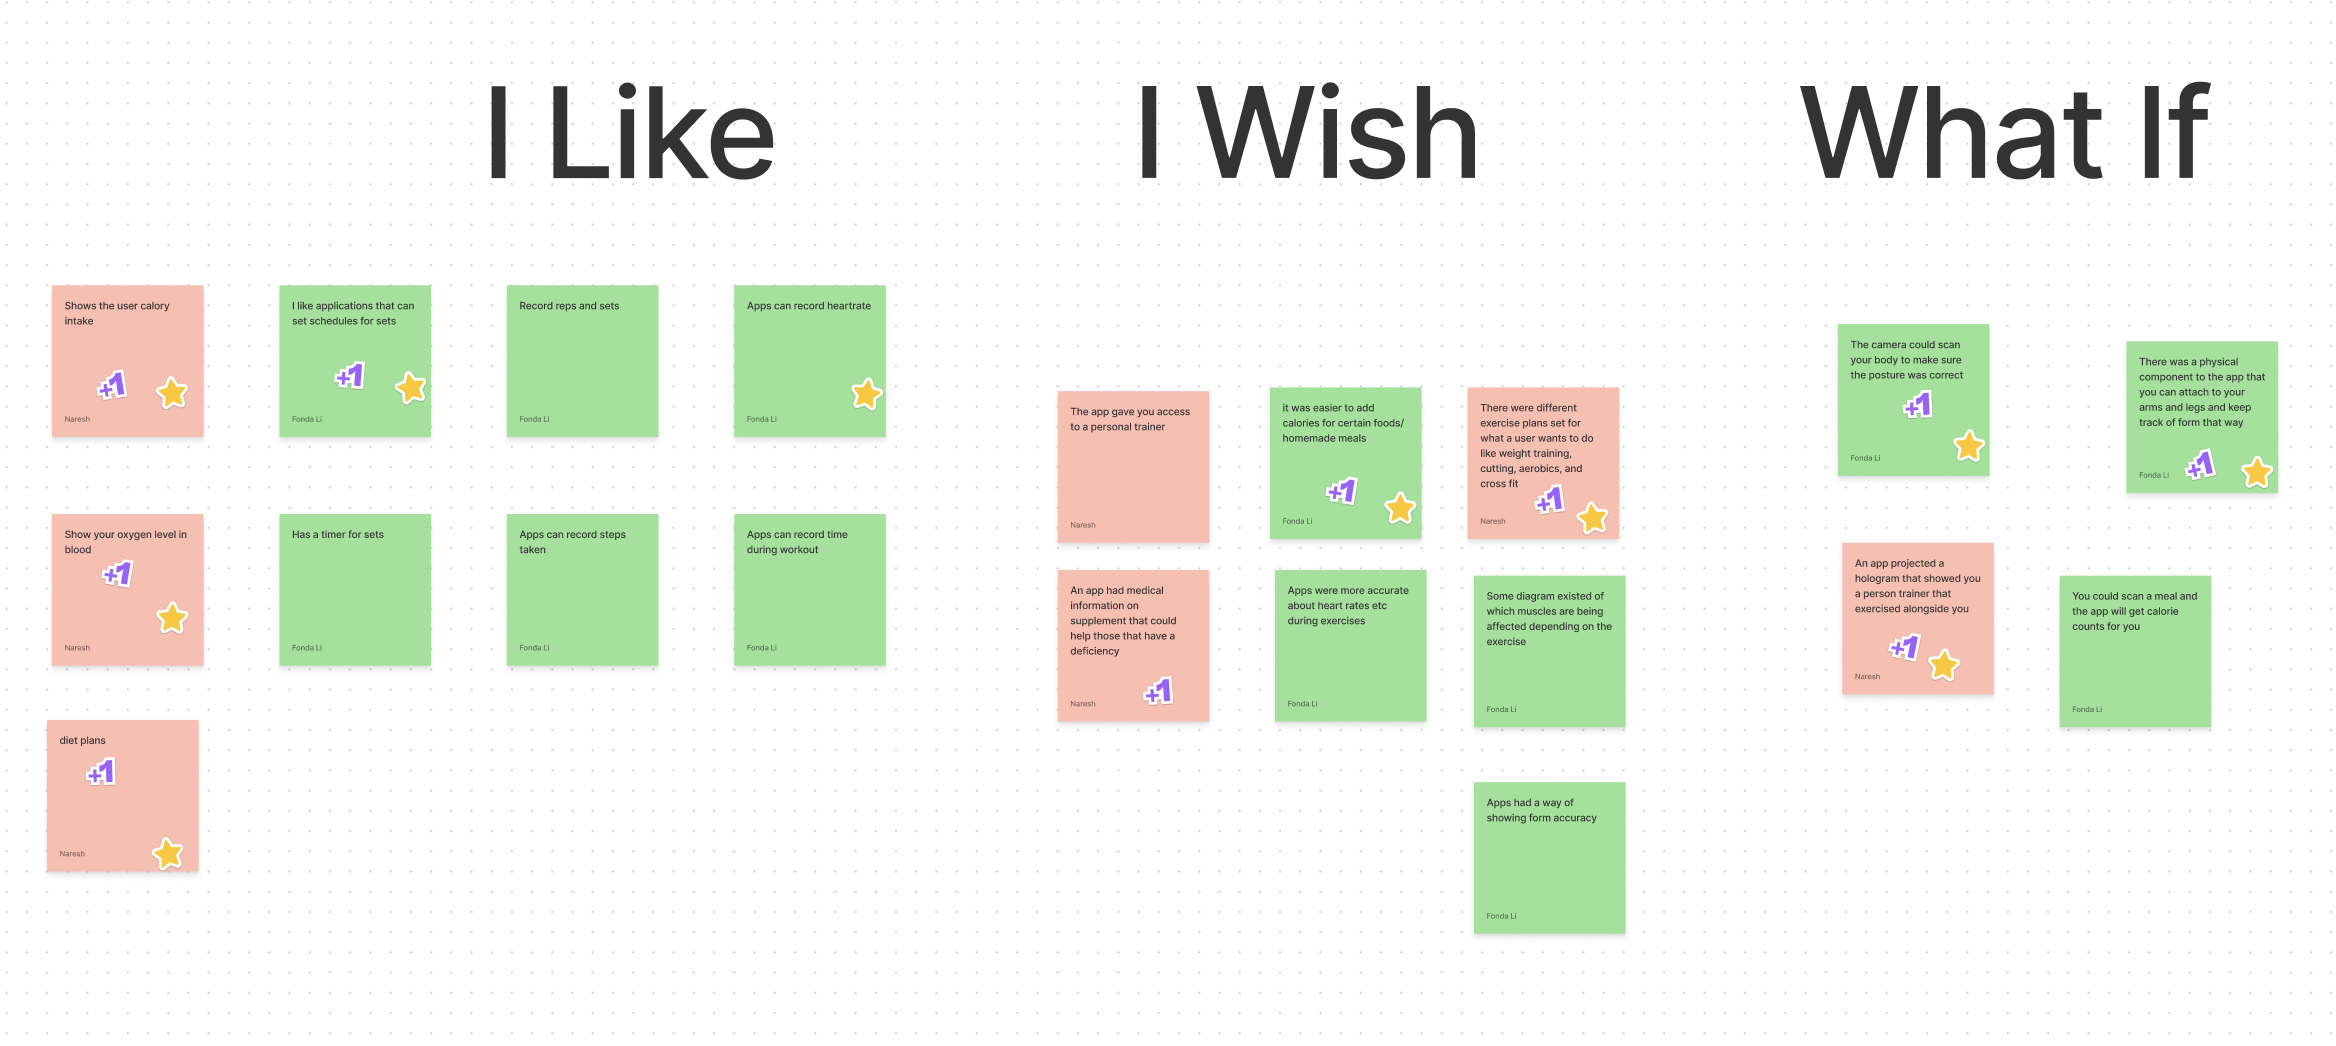 I Like
I Wish
What If
Shows the user calory
intake
+1
Naresh
I like applications that can
set schedules for sets
+1
Fonda Li
Record reps and sets
Fonda Li
Apps can record heartrate
Fonda Li
Show your oxygen level in
blood
+1
Naresh
Has a timer for sets
Fonda Li
Apps can record steps
taken
Fonda Li
Apps can record time
during workout
Fonda Li
diet plans
+1
Naresh
The app gave you access
to a personal trainer
Naresh
it was easier to add
calories for certain foods/
homemade meals
+1
Fonda Li
There were different
exercise plans set for
what a user wants to do
like weight training,
cutting, aerobics, and
cross fit
+1
Naresh
An app had medical
information on
supplement that could
help those that have a
deficiency
+1
Naresh
Apps were more accurate
about heart rates etc
during exercises
Fonda Li
Some diagram existed of
which muscles are being
affected depending on the
exercise
Fonda Li
Apps had a way of
showing form accuracy
Fonda Li
The camera could scan
your body to make sure
the posture was correct
+1
Fonda Li
There was a physical
component to the app that
you can attach to your
arms and legs and keep
track of form that way
+1
Fonda Li
An app projected a
hologram that showed you
a person trainer that
exercised alongside you
+1
Naresh
You could scan a meal and
the app will get calorie
counts for you
Fonda Li